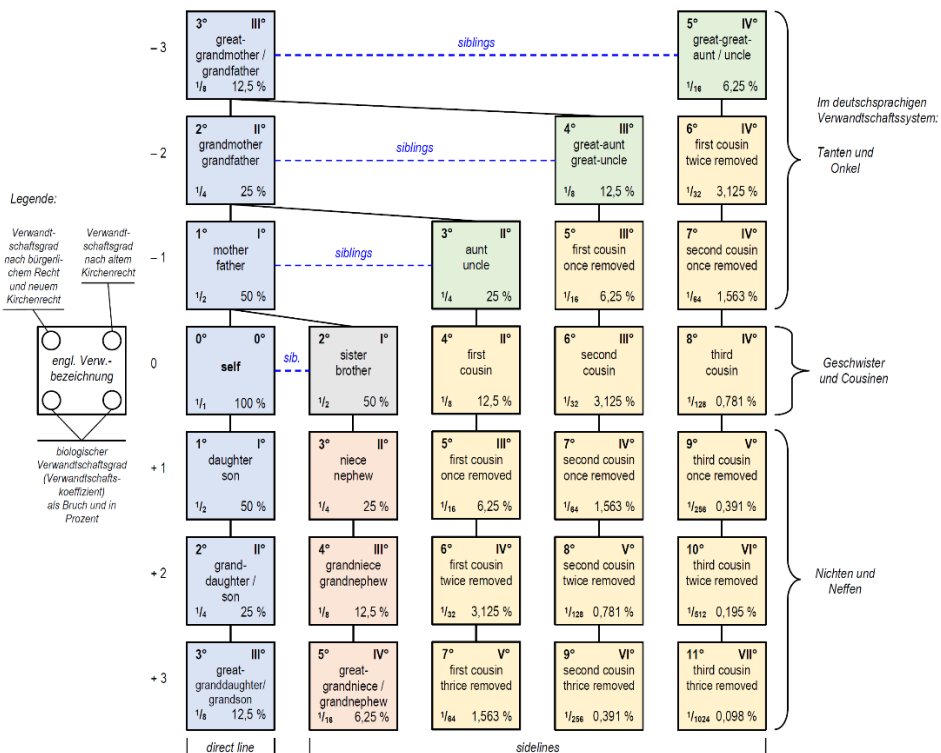 3° III°
great-
grandmother /
grandfather
1/8 12,5 %
– 3
siblings
5° IV°
great-great-
aunt / uncle
1/16 6,25 %
Im deutschsprachigen
Verwandtschaftssystem:
Tanten und
Onkel
– 2
2° II°
grandmother
grandfather
1/4 25 %
siblings
4° III°
great-aunt
great-uncle
1/8 12,5 %
6° IV°
first cousin
twice removed
1/32 3,125 %
Legende:
Verwandt-
schaftsgrad
nach bürgerli-
chem Recht
und neuem
Kirchenrecht
Verwandt-
schaftsgrad
nach altem
Kirchenrecht
engl. Verw.-
bezeichnung
biologischer
Verwandtschaftsgrad
(Verwandtschafts-
koeffizient)
als Bruch und in
Prozent
– 1
1° I°
mother
father
1/2 50 %
siblings
3° II°
aunt
uncle
1/4 25 %
5° III°
first cousin
once removed
1/16 6,25 %
7° IV°
second cousin
once removed
1/64 1,563 %
0
0° 0°
self
1/1 100 %
sib.
2° I°
sister
brother
1/2 50 %
4° II°
first
cousin
1/8 12,5 %
6° III°
second
cousin
1/32 3,125 %
8° IV°
third
cousin
1/128 0,781 %
Geschwister
und Cousinen
+ 1
1° I°
daughter
son
1/2 50 %
3° II°
niece
nephew
1/4 25 %
5° III°
first cousin
once removed
1/16 6,25 %
7° IV°
second cousin
once removed
1/64 1,563 %
9° V°
third cousin
once removed
1/256 0,391 %
+ 2
2° II°
grand-
daughter /
son
1/4 25 %
4° III°
grandniece
grandnephew
1/8 12,5 %
6° IV°
first cousin
twice removed
1/32 3,125 %
8° V°
second cousin
twice removed
1/128 0,781 %
10° VI°
third cousin
twice removed
1/512 0,195 %
Nichten und
Neffen
+ 3
3° III°
great-
granddaughter/
grandson
1/8 12,5 %
5° IV°
great-
grandniece /
grandnephew
1/16 6,25 %
7° V°
first cousin
thrice removed
1/64 1,563 %
9° VI°
second cousin
thrice removed
1/256 0,391 %
11° VII°
third cousin
thrice removed
1/1024 0,098 %
direct line
sidelines